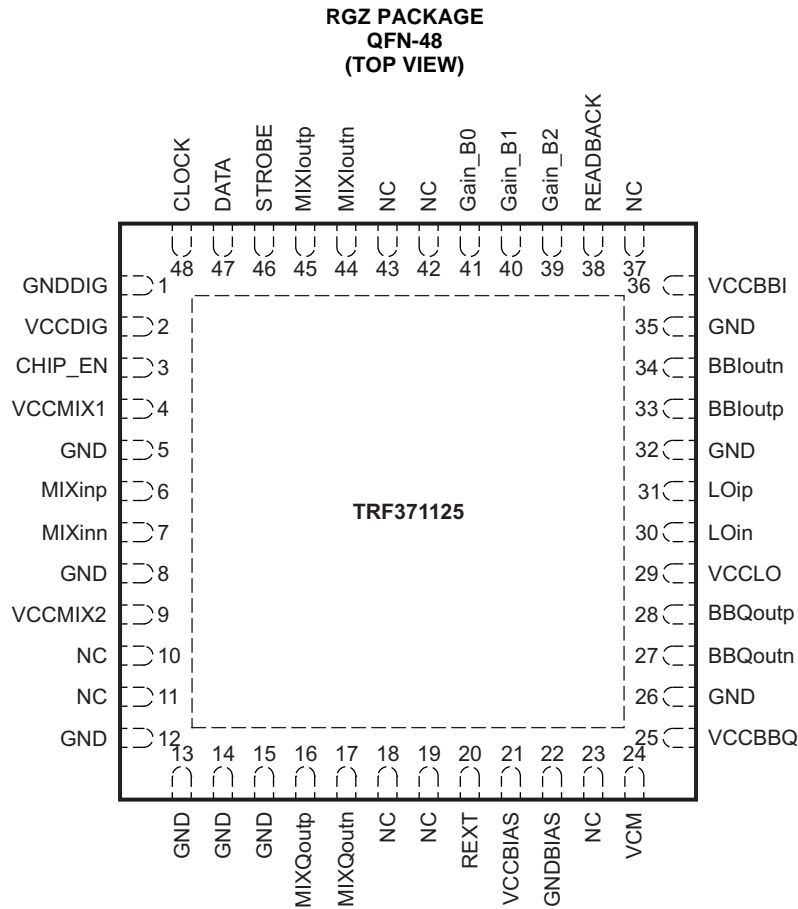 RGZ PACKAGE
QFN-48
(TOP VIEW)
CLOCK
DATA
STROBE
MIXIoutp
MIXIoutn
NC
NC
Gain_B0
Gain_B1
Gain_B2
READBACK
NC
48 47 46 45 44 43 42 41 40 39 38 37
GNDDIG 1 36 VCCBBI
VCCDIG 2 35 GND
CHIP_EN 3 34 BBIoutn
VCCMIX1 4 33 BBIoutp
GND 5 32 GND
MIXinp 6 31 LOip
TRF371125
MIXinn 7 30 LOin
GND 8 29 VCCLO
VCCMIX2 9 28 BBQoutp
NC 10 27 BBQoutn
NC 11 26 GND
GND 12 25 VCCBBQ
13 14 15 16 17 18 19 20 21 22 23 24
GND
GND
GND
MIXQoutp
MIXQoutn
NC
NC
REXT
VCCBIAS
GNDBIAS
NC
VCM